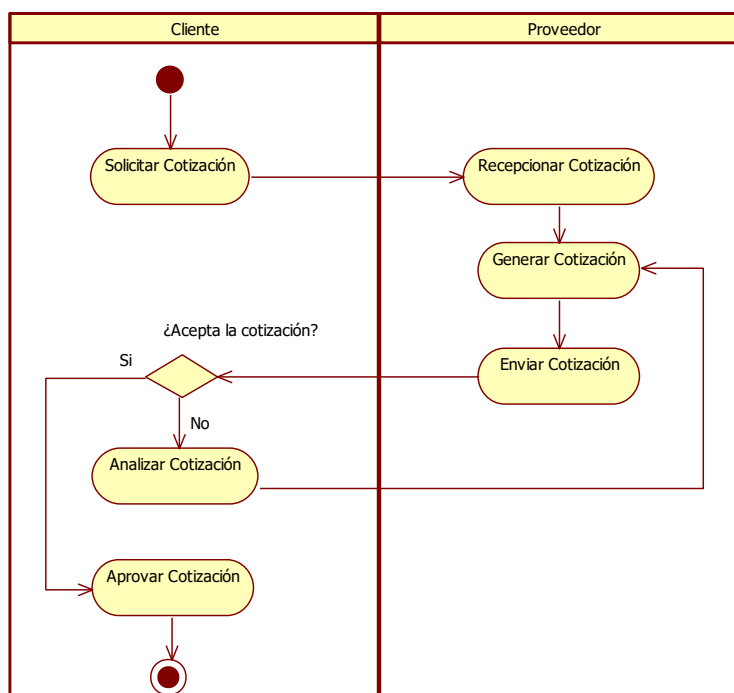 Cliente
Proveedor
Solicitar Cotización
Recepcionar Cotización
Generar Cotización
¿Acepta la cotización?
Si
Enviar Cotización
No
Analizar Cotización
Aprovar Cotización